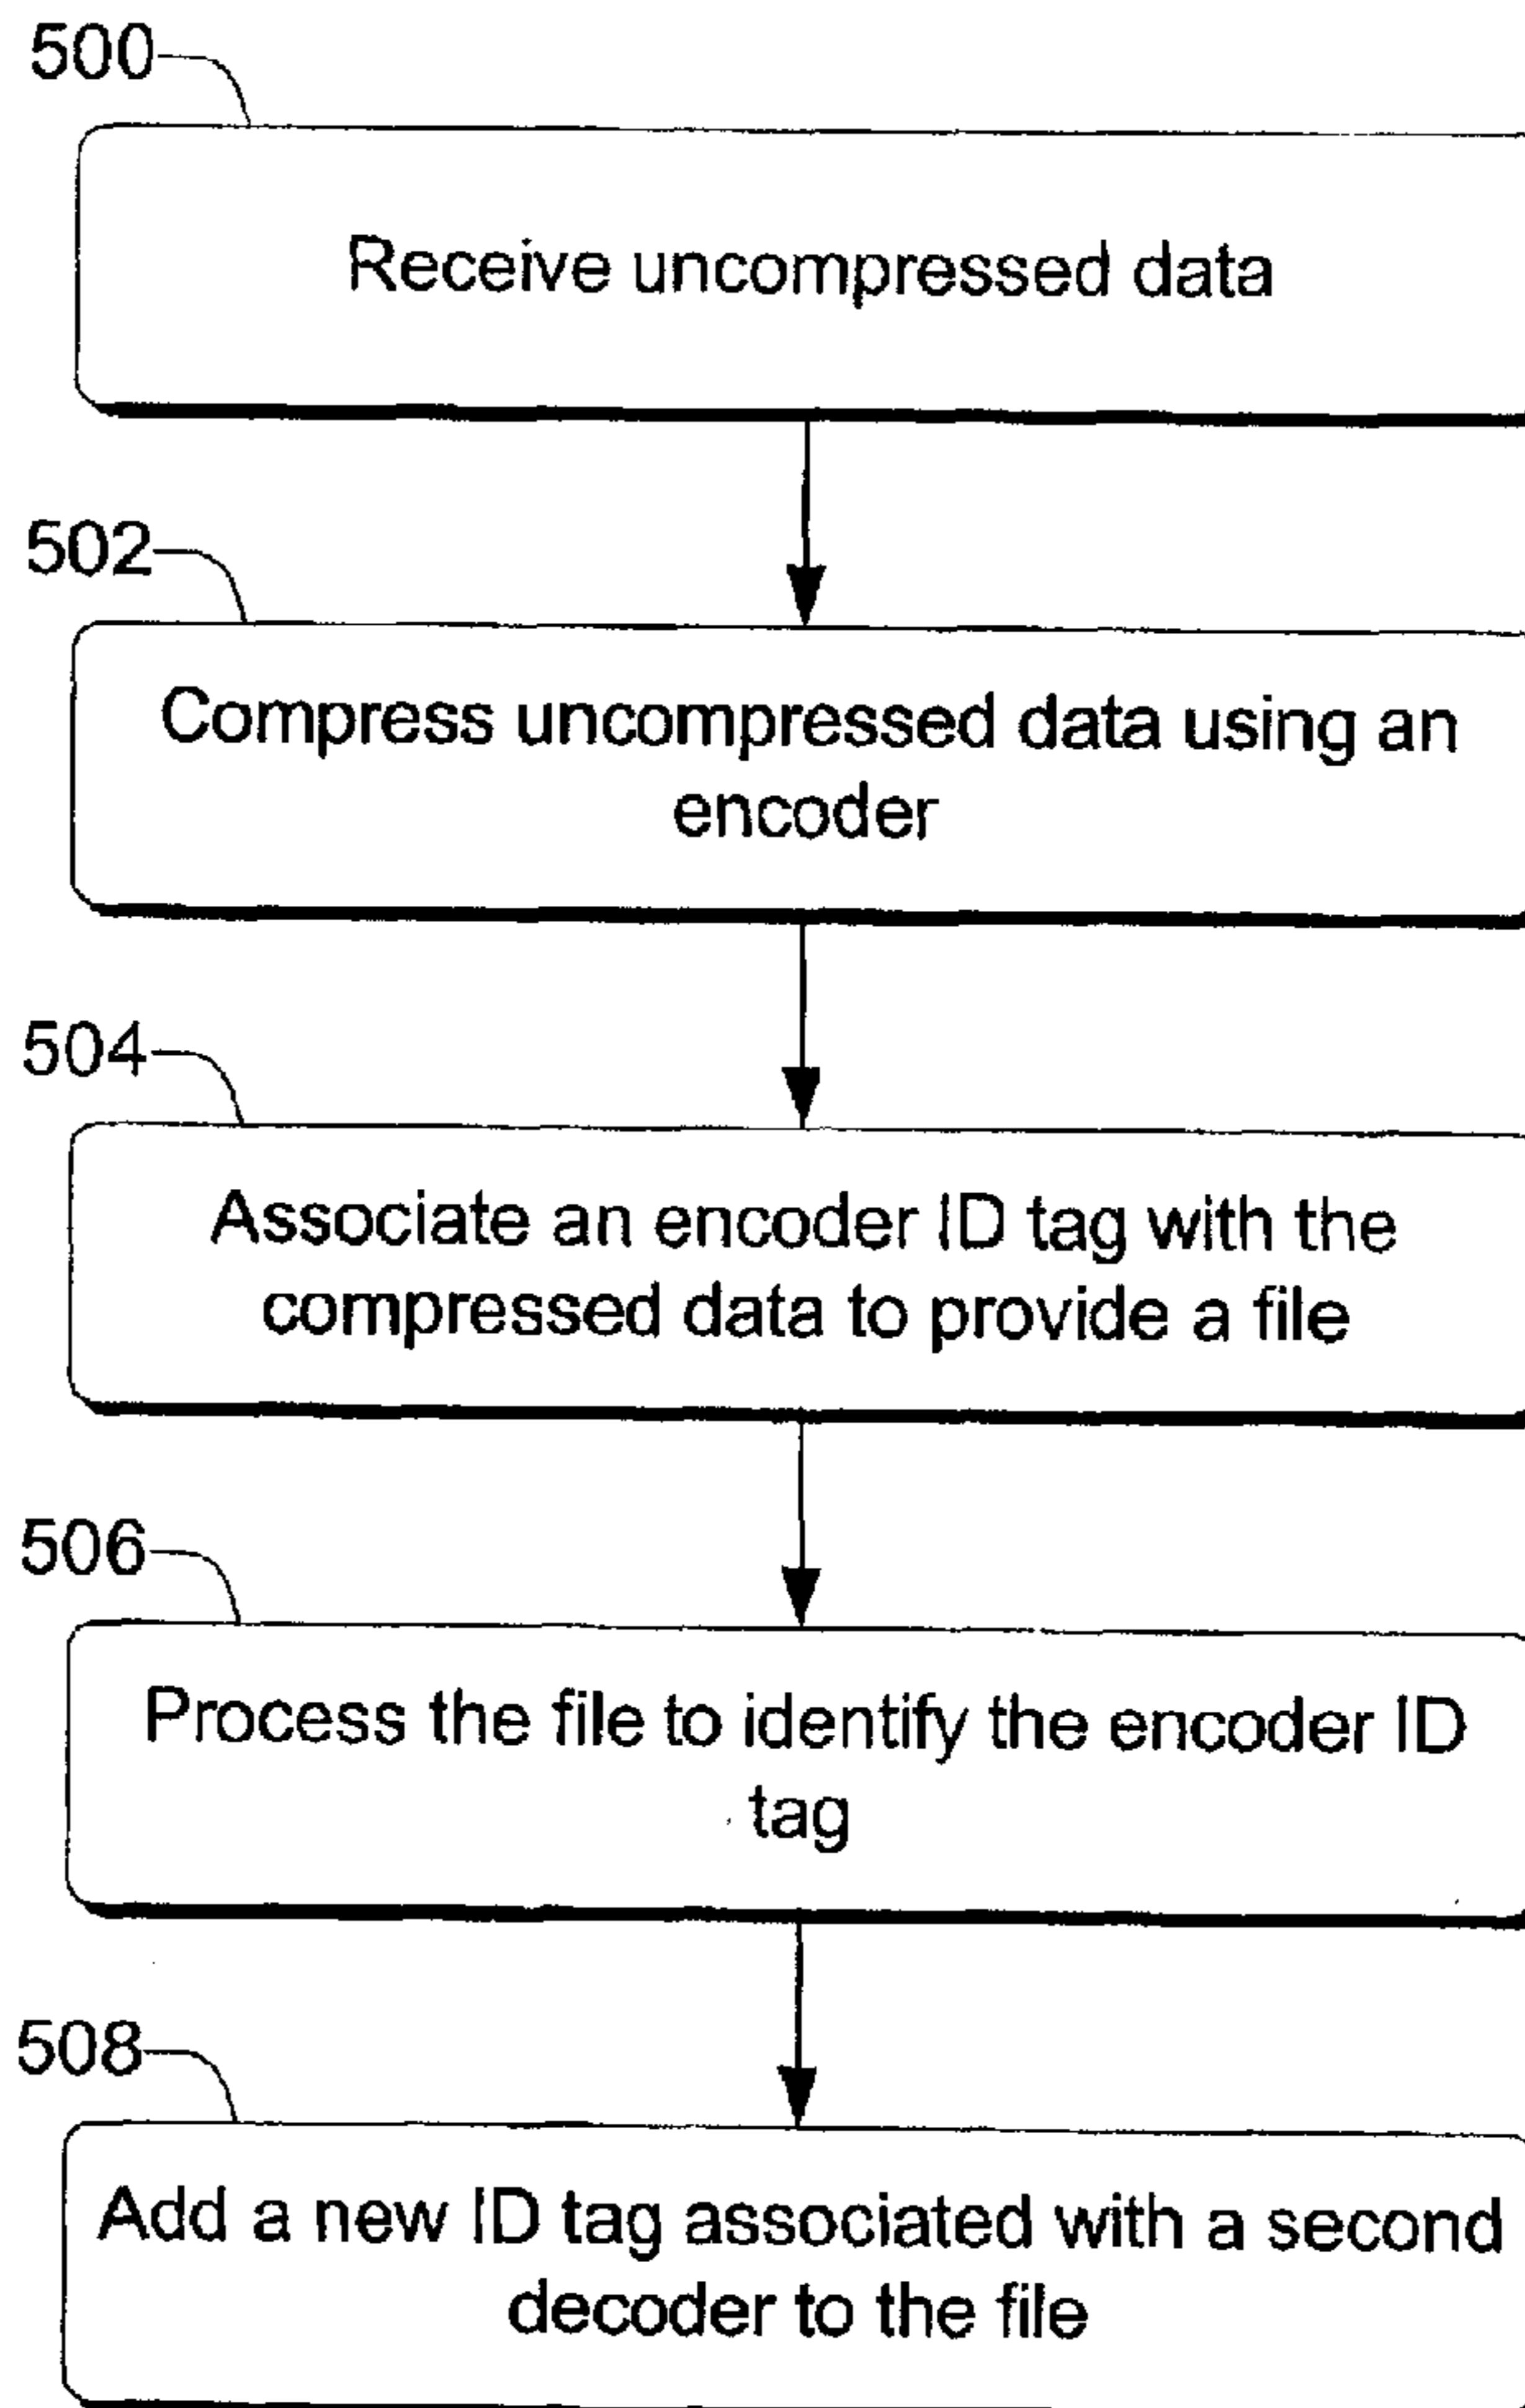 500
Receive uncompressed data
502
Compress uncompressed data using an
encoder
504
Associate an encoder ID tag with the
compressed data to provide a file
506
Process the file to identify the encoder ID
tag
508
Add a new ID tag associated with a second
decoder to the file